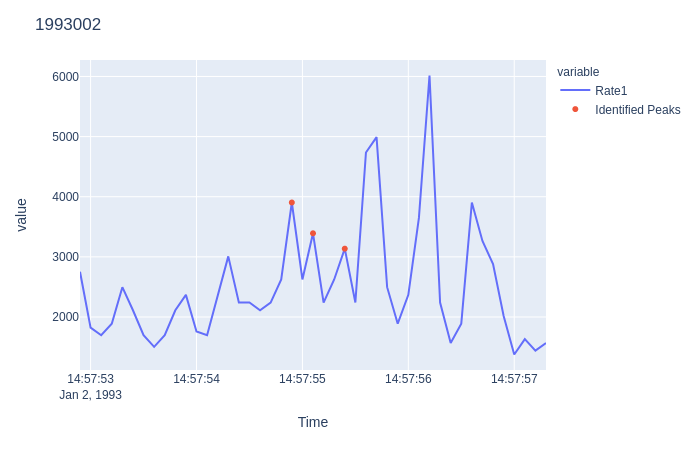 1993002
variable
Rate1
Identified Peaks
value
6000
5000
4000
3000
2000
14:57:53
Jan 2, 1993
14:57:54
14:57:55
14:57:56
14:57:57
Time